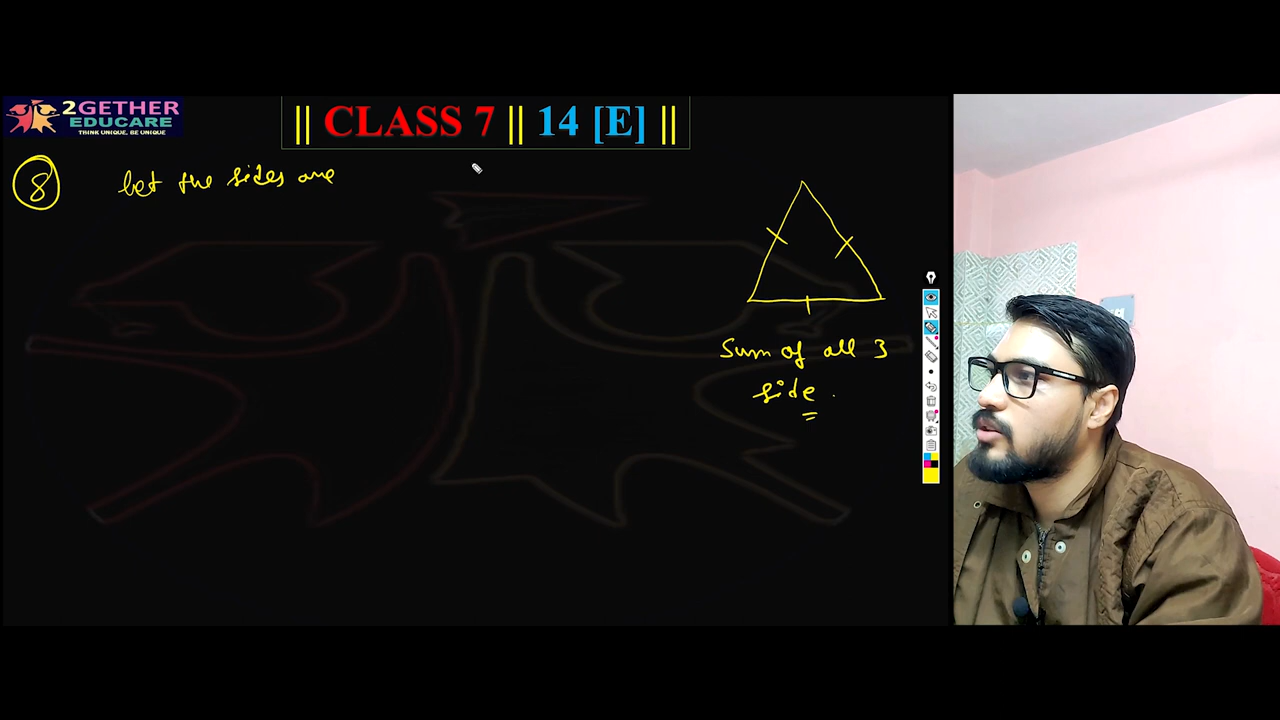 2GETHER
EDUCARE
THINK UNIQUE, BE UNIQUE
|| CLASS 7 || 14 [E] ||
8 let the sides are
Sum of all 3
side.